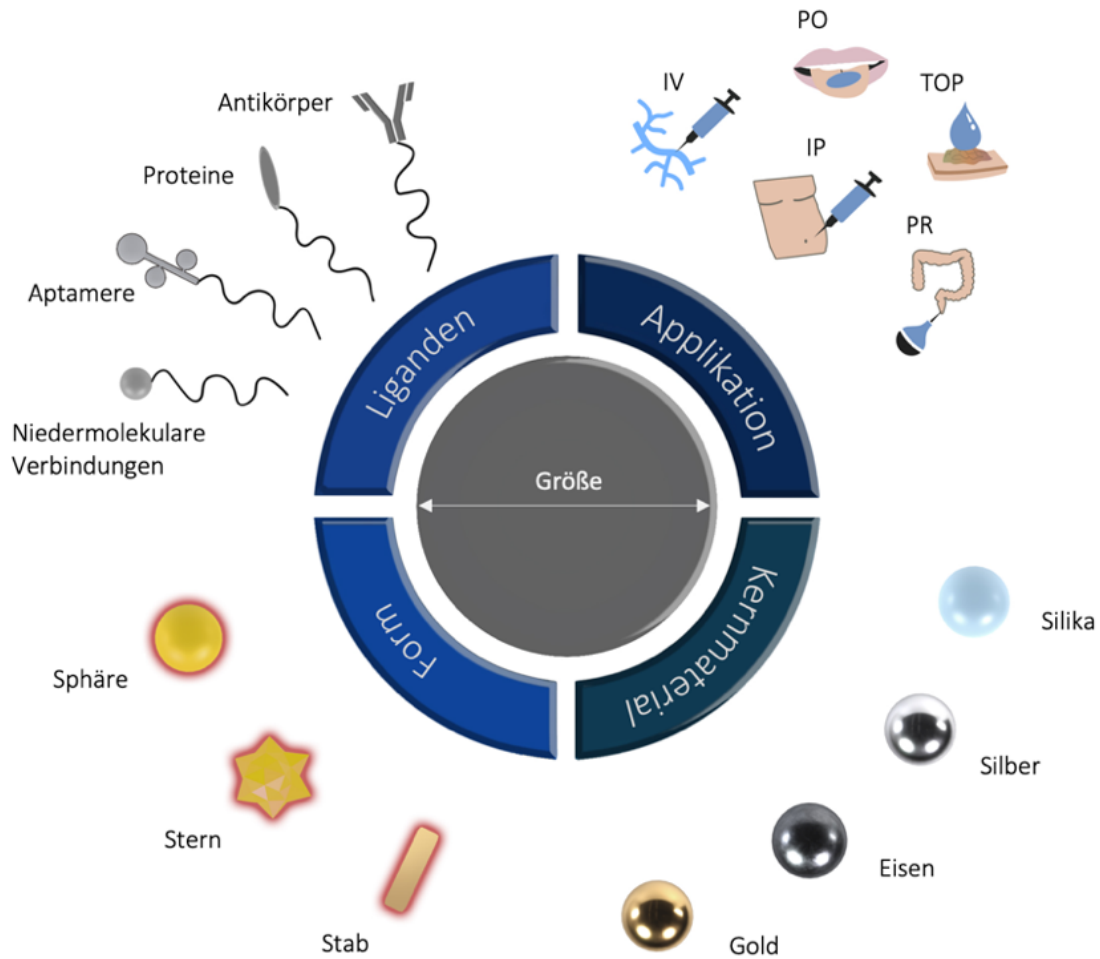 PO
IV
TOP
Antikörper
IP
Proteine
PR
Aptamere
Liganden
Applikation
Niedermolekulare
Verbindungen
Größe
Form
Kernmaterial
Silika
Sphäre
Silber
Stern
Eisen
Stab
Gold